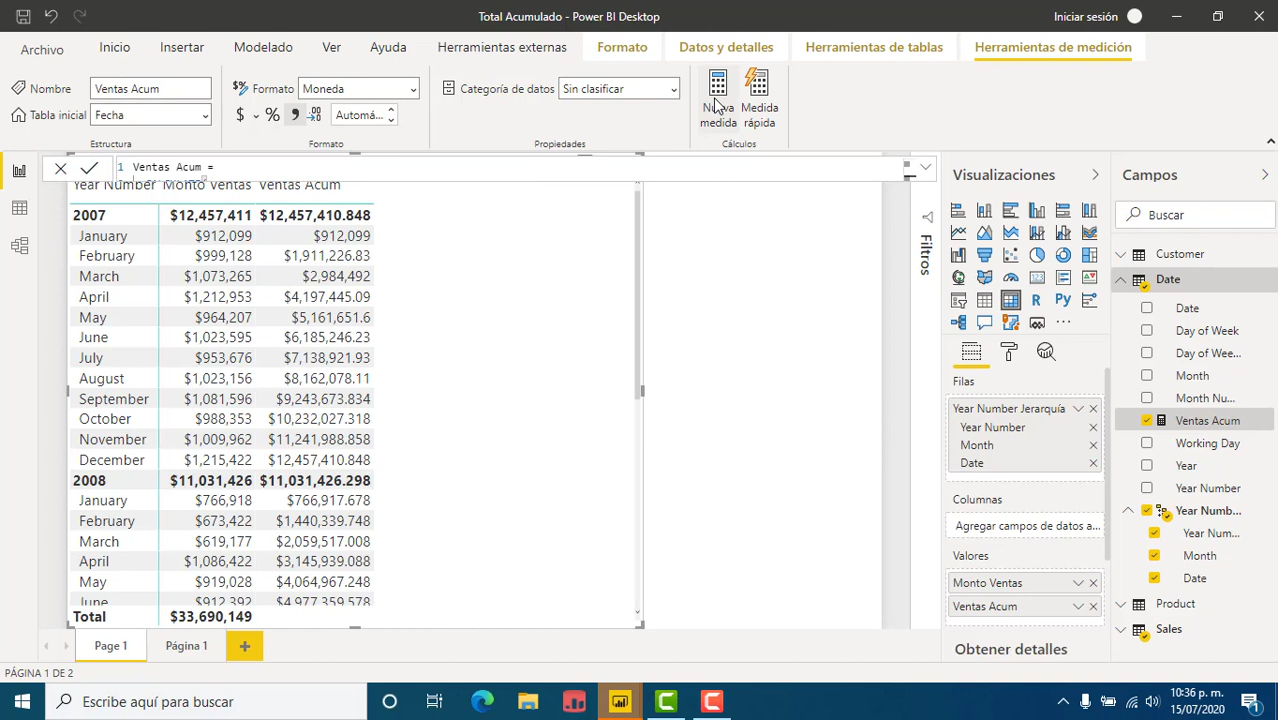 Total Acumulado - Power BI Desktop
Iniciar sesión
Archivo Inicio Insertar Modelado Ver Ayuda Herramientas externas Formato Datos y detalles Herramientas de tablas Herramientas de medición
Nombre Ventas Acum
Tabla inicial Fecha
Estructura
Formato Moneda
$ % , Automá...
Formato
Categoría de datos Sin clasificar
Propiedades
Nueva medida
Medida rápida
Cálculos
1 Ventas Acum =
Year Number Monto Ventas Ventas Acum
2007 $12,457,411 $12,457,410.848
January $912,099 $912,099
February $999,128 $1,911,226.83
March $1,073,265 $2,984,492
April $1,212,953 $4,197,445.09
May $964,207 $5,161,651.6
June $1,023,595 $6,185,246.23
July $953,676 $7,138,921.93
August $1,023,156 $8,162,078.11
September $1,081,596 $9,243,673.834
October $988,353 $10,232,027.318
November $1,009,962 $11,241,988.858
December $1,215,422 $12,457,410.848
2008 $11,031,426 $11,031,426.298
January $766,918 $766,917.678
February $673,422 $1,440,339.748
March $619,177 $2,059,517.008
April $1,086,422 $3,145,939.088
May $919,028 $4,064,967.248
June $912,392 $4,977,359.578
Total $33,690,149
Filtros
Visualizaciones
R Py
Filas
Year Number Jerarquía
Year Number
Month
Date
Columnas
Agregar campos de datos a...
Valores
Monto Ventas
Ventas Acum
Obtener detalles
Campos
Buscar
Customer
Date
Date
Day of Week
Day of Wee...
Month
Month Nu...
Ventas Acum
Working Day
Year
Year Number
Year Numb...
Year Num...
Month
Date
Product
Sales
Page 1 Página 1
PÁGINA 1 DE 2
Escribe aquí para buscar
10:36 p. m.
15/07/2020